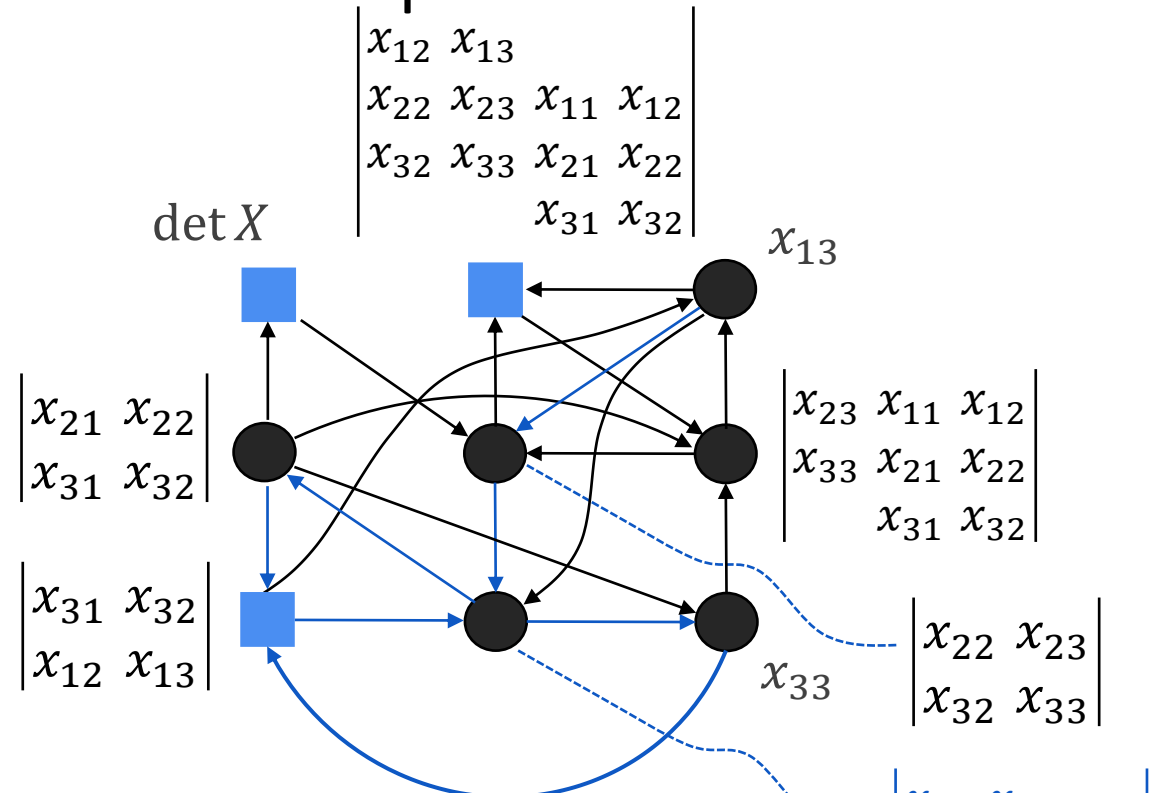 x₁₂ x₁₃
x₂₂ x₂₃ x₁₁ x₁₂
x₃₂ x₃₃ x₂₁ x₂₂
x₃₁ x₃₂
det X
x₁₃
x₂₁ x₂₂
x₃₁ x₃₂
x₂₃ x₁₁ x₁₂
x₃₃ x₂₁ x₂₂
x₃₁ x₃₂
x₃₁ x₃₂
x₁₂ x₁₃
x₃₃
x₂₂ x₂₃
x₃₂ x₃₃